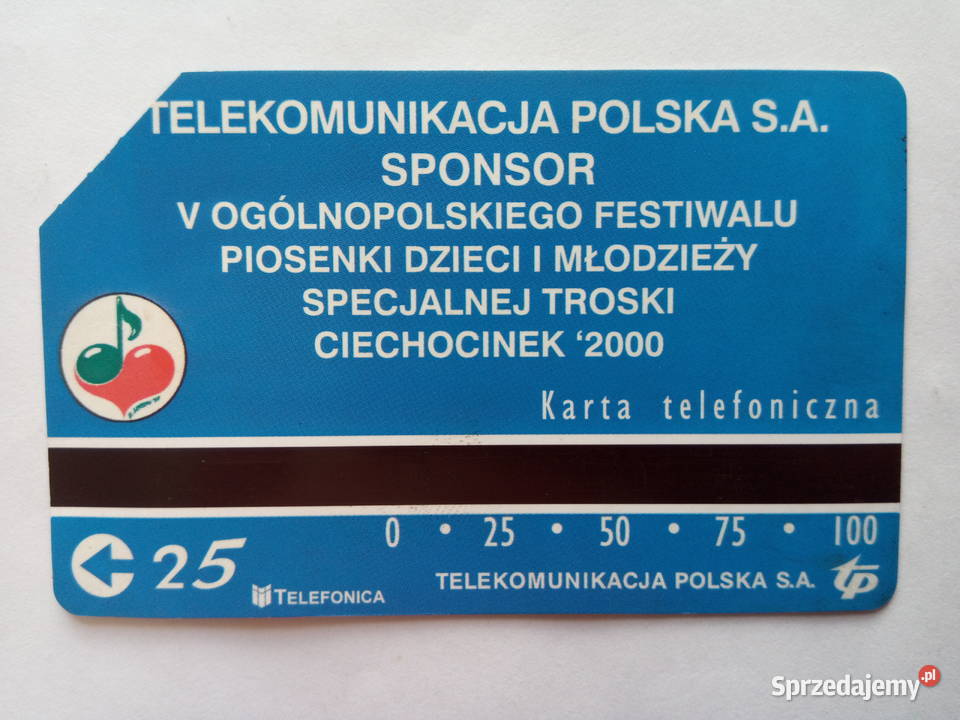 TELEKOMUNIKACJA POLSKA S.A.
SPONSOR
V OGÓLNOPOLSKIEGO FESTIWALU
PIOSENKI DZIECI I MŁODZIEŻY
SPECJALNEJ TROSKI
CIECHOCINEK ‘2000
Karta telefoniczna
0 • 25 • 50 • 75 • 100
25
TELEFONICA
TELEKOMUNIKACJA POLSKA S.A. tp
Sprzedajemy.pl